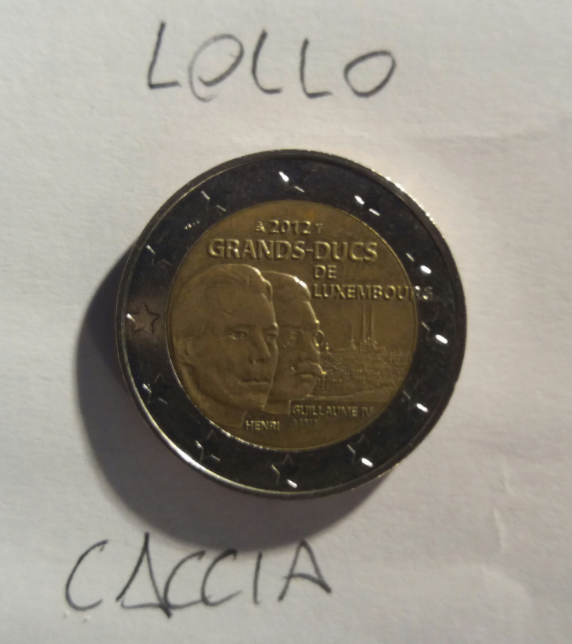 LOLLO
2012
GRANDS-DUCS
DE
LUXEMBOURG
GUILLAUME IV
HENRI
CACCIA